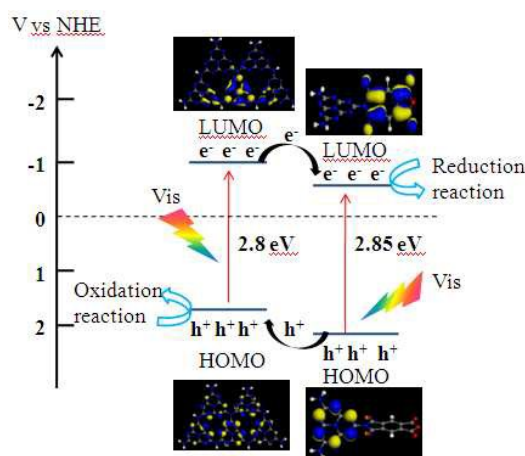 V vs NHE
-2
-1
0
1
2
LUMO
e⁻ e⁻ e⁻
e⁻
LUMO
e⁻ e⁻ e⁻
Reduction
reaction
Vis
2.8 eV
2.85 eV
Vis
Oxidation
reaction
h⁺ h⁺ h⁺
h⁺
h⁺ h⁺ h⁺
HOMO
HOMO